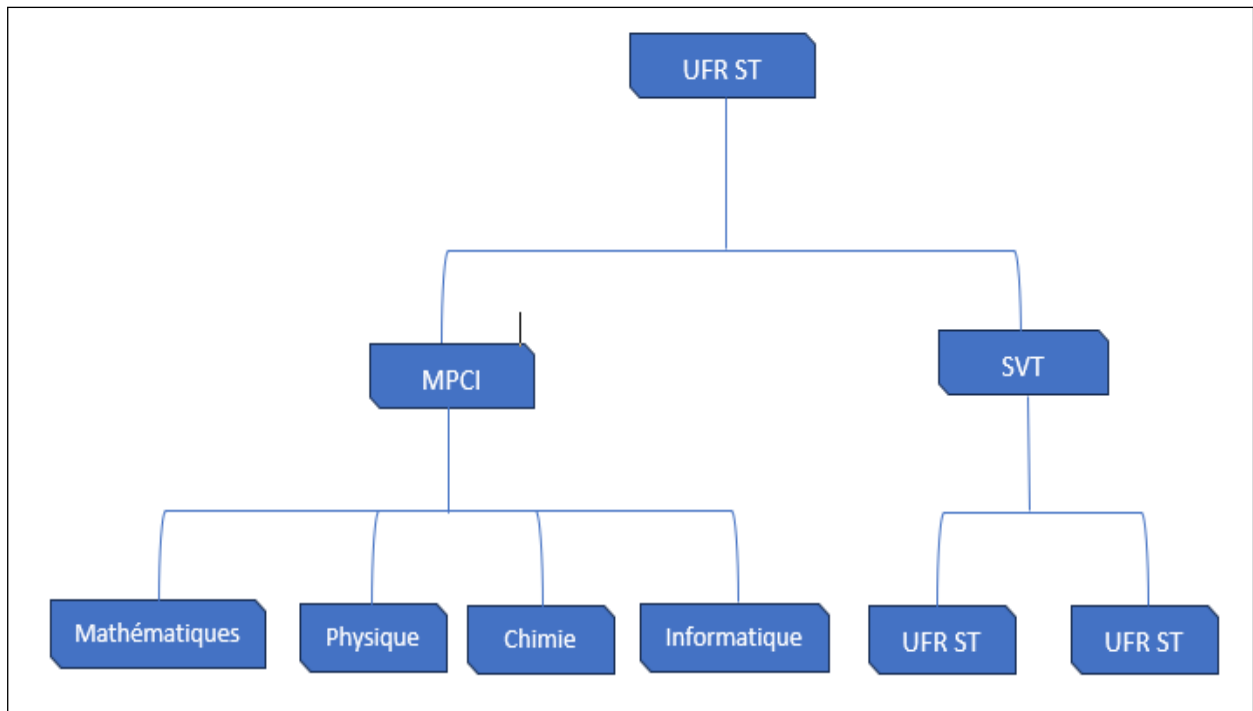 UFR ST
MPCI
SVT
Mathématiques
Physique
Chimie
Informatique
UFR ST
UFR ST